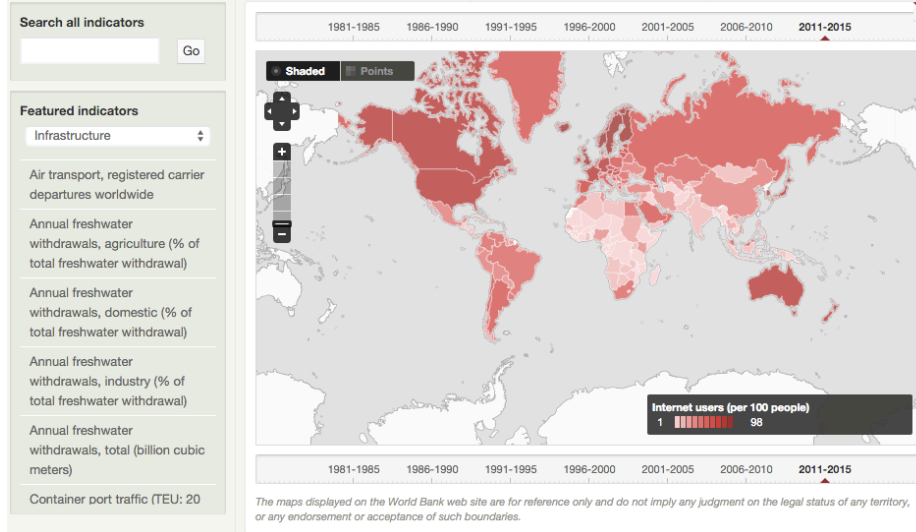 Search all indicators
Go
Featured indicators
Infrastructure
Air transport, registered carrier
departures worldwide
Annual freshwater
withdrawals, agriculture (% of
total freshwater withdrawal)
Annual freshwater
withdrawals, domestic (% of
total freshwater withdrawal)
Annual freshwater
withdrawals, industry (% of
total freshwater withdrawal)
Annual freshwater
withdrawals, total (billion cubic
meters)
Container port traffic (TEU: 20
1981-1985 1986-1990 1991-1995 1996-2000 2001-2005 2006-2010 2011-2015
Shaded Points
+
−
Internet users (per 100 people)
1 98
1981-1985 1986-1990 1991-1995 1996-2000 2001-2005 2006-2010 2011-2015
The maps displayed on the World Bank web site are for reference only and do not imply any judgment on the legal status of any territory,
or any endorsement or acceptance of such boundaries.